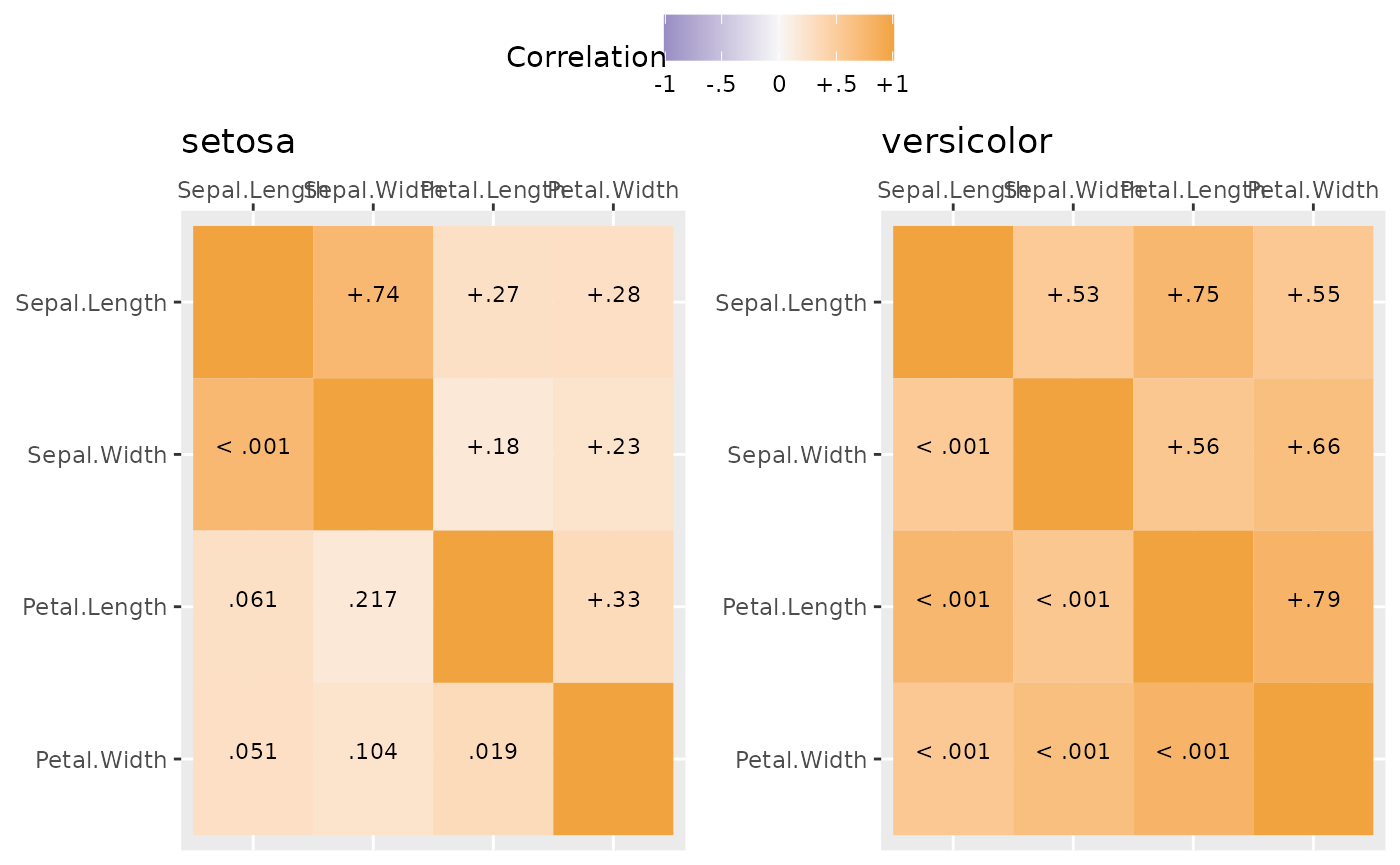 Correlation
-1 -.5 0 +.5 +1
setosa
Sepal.Length Sepal.Width Petal.Length Petal.Width
Sepal.Length +.74 +.27 +.28
Sepal.Width < .001 +.18 +.23
Petal.Length .061 .217 +.33
Petal.Width .051 .104 .019
versicolor
Sepal.Length Sepal.Width Petal.Length Petal.Width
Sepal.Length +.53 +.75 +.55
Sepal.Width < .001 +.56 +.66
Petal.Length < .001 < .001 +.79
Petal.Width < .001 < .001 < .001